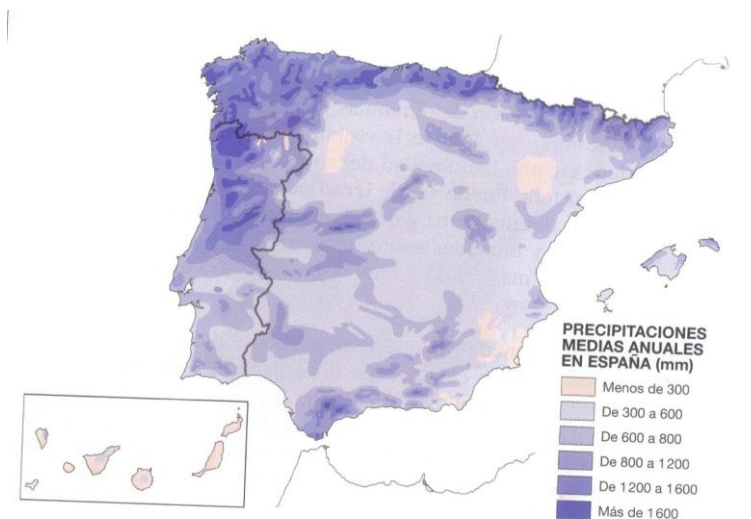 PRECIPITACIONES
MEDIAS ANUALES
EN ESPAÑA (mm)
Menos de 300
De 300 a 600
De 600 a 800
De 800 a 1200
De 1200 a 1600
Más de 1600